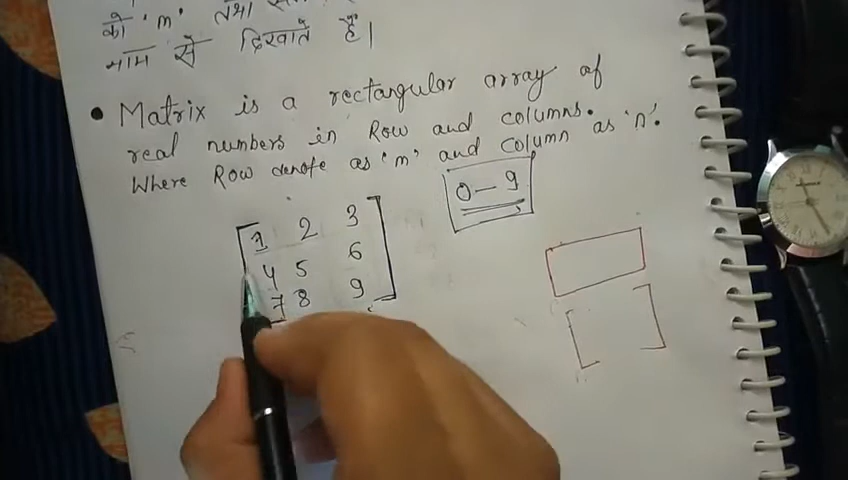 को 'm' तथा
नाम से दिखाते हैं।
• Matrix is a rectangular array of
real numbers in Row and columns.
Where Row denote as 'm' and column as 'n'.
0 — 9
1 2 3
4 5 6
7 8 9